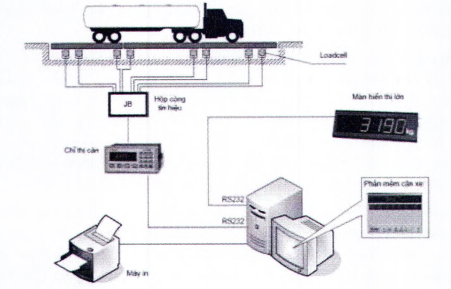 Loadcell
JB
Hộp cộng
tín hiệu
Màn hiển thị lớn
3190 kg
Chỉ thị cân
Phần mềm cân xe
RS232
RS232
Máy in